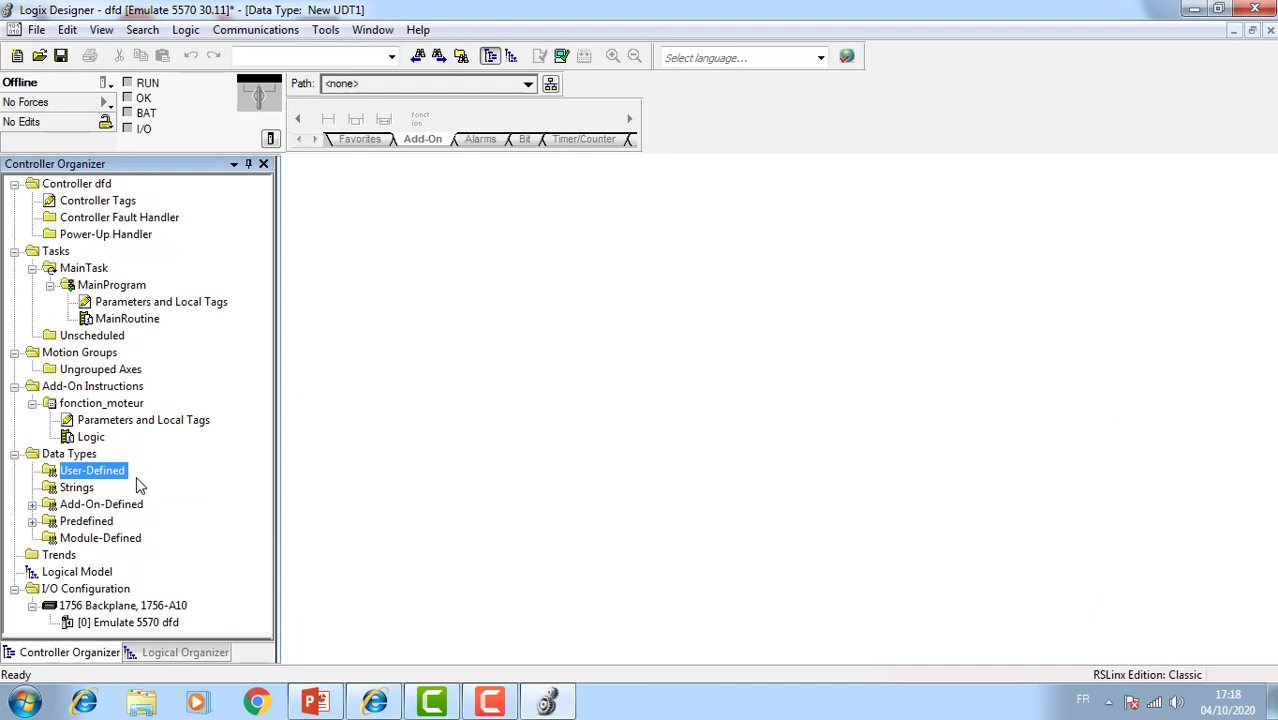 Logix Designer - dfd [Emulate 5570 30.11]* - [Data Type:  New UDT1]
File Edit View Search Logic Communications Tools Window Help
Select language...
Offline
RUN
Path: <none>
No Forces
OK
No Edits
BAT
I/O
fonct
ion
Favorites Add-On Alarms Bit Timer/Counter
Controller Organizer
Controller dfd
Controller Tags
Controller Fault Handler
Power-Up Handler
Tasks
MainTask
MainProgram
Parameters and Local Tags
MainRoutine
Unscheduled
Motion Groups
Ungrouped Axes
Add-On Instructions
fonction_moteur
Parameters and Local Tags
Logic
Data Types
User-Defined
Strings
Add-On-Defined
Predefined
Module-Defined
Trends
Logical Model
I/O Configuration
1756 Backplane, 1756-A10
[0] Emulate 5570 dfd
Controller Organizer Logical Organizer
Ready
RSLinx Edition: Classic
FR
17:18
04/10/2020